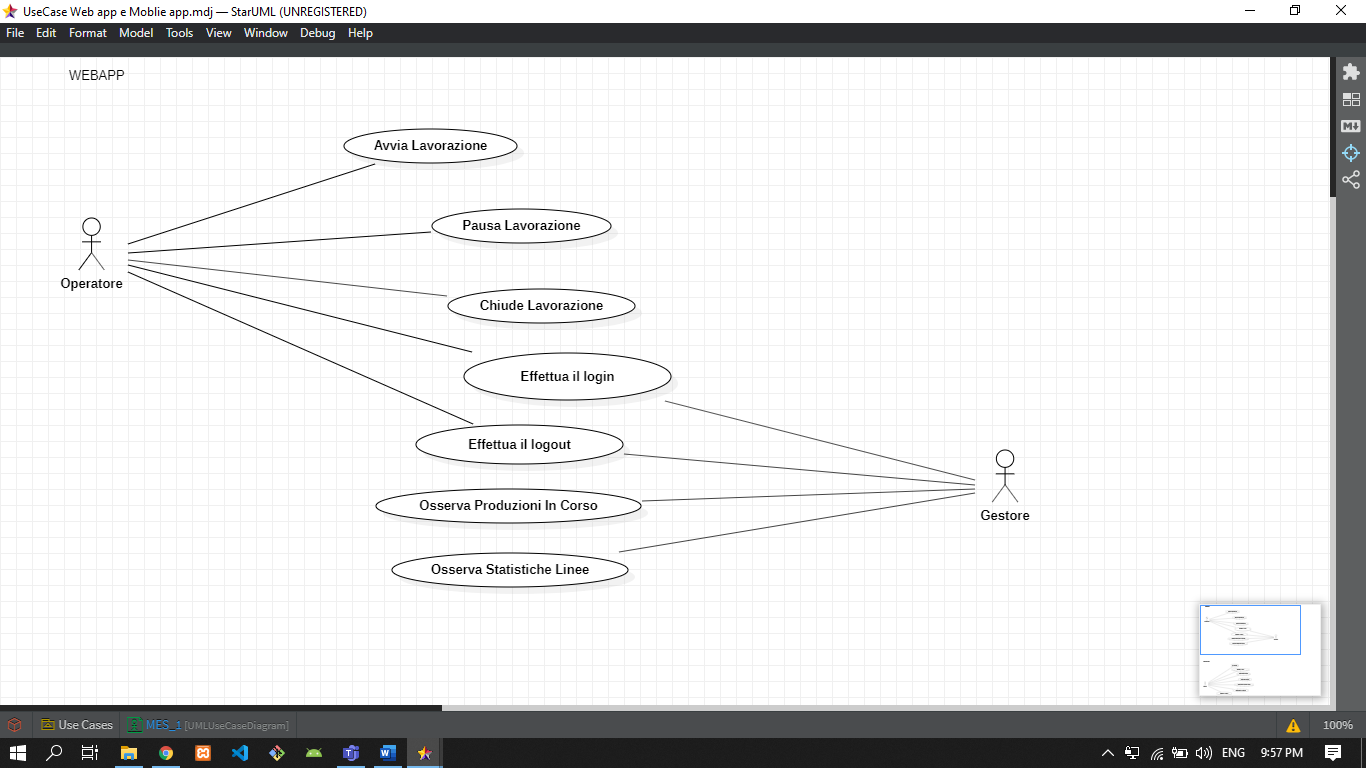 UseCase Web app e Moblie app.mdj — StarUML (UNREGISTERED)
File Edit Format Model Tools View Window Debug Help
WEBAPP
Avvia Lavorazione
Pausa Lavorazione
Operatore
Chiude Lavorazione
Effettua il login
Effettua il logout
Osserva Produzioni In Corso
Gestore
Osserva Statistiche Linee
Use Cases MES_1 [UMLUseCaseDiagram] 100%
ENG 9:57 PM